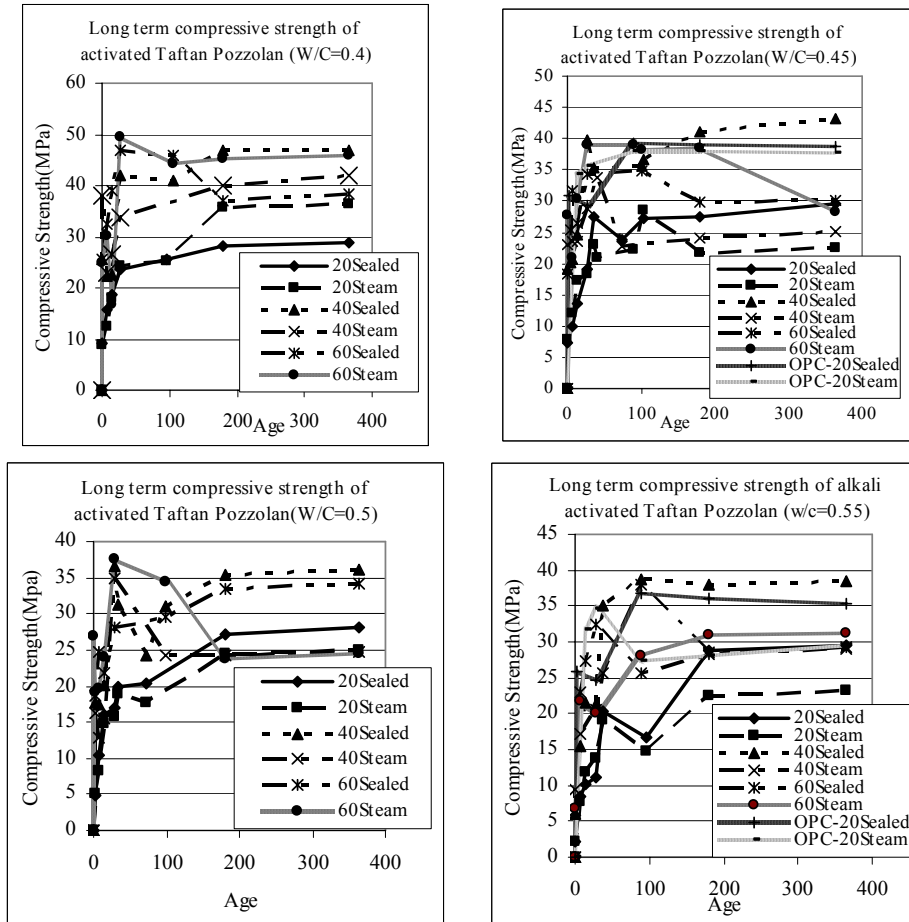 Long term compressive strength of
activated Taftan Pozzolan (W/C=0.4)
Compressive Strength(MPa)
60
50
40
30
20
10
0
0 100 200 300 400
Age
20Sealed
20Steam
40Sealed
40Steam
60Sealed
60Steam
Long term compressive strength of
activated Taftan Pozzolan(W/C=0.45)
Compressive Strength(MPa)
50
45
40
35
30
25
20
15
10
5
0
0 100 200 300 400
Age
20Sealed
20Steam
40Sealed
40Steam
60Sealed
60Steam
OPC-20Sealed
OPC-20Steam
Long term compressive strength of
activated Taftan Pozzolan(W/C=0.5)
Compressive Strength(Mpa)
40
35
30
25
20
15
10
5
0
0 100 200 300 400
Age
20Sealed
20Steam
40Sealed
40Steam
60Sealed
60Steam
Long term compressive strength of alkali
activated Taftan Pozzolan (w/c=0.55)
Compressive Strength(MPa)
45
40
35
30
25
20
15
10
5
0
0 100 200 300 400
Age
20Sealed
20Steam
40Sealed
40Steam
60Sealed
60Steam
OPC-20Sealed
OPC-20Steam